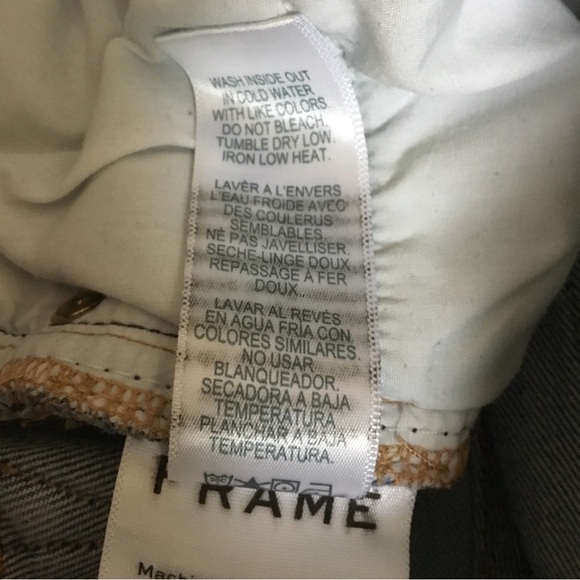 WASH INSIDE OUT
IN COLD WATER
WITH LIKE COLORS
DO NOT BLEACH.
TUMBLE DRY LOW.
IRON LOW HEAT.
LAVÉR A L'ENVERS
L'EAU FROIDE AVEC
DES COULERUS
SEMBLABLES.
NE PAS JAVELLISER.
SECHE-LINGE DOUX.
REPASSAGE À FER
DOUX.
LAVAR AL REVÉS
EN AGUA FRÍA CON
COLORES SIMILARES.
NO USAR
BLANQUEADOR.
SECADORA A BAJA
TEMPERATURA
PLANCHAR A BAJA
TEMPERATURA.
FRAME